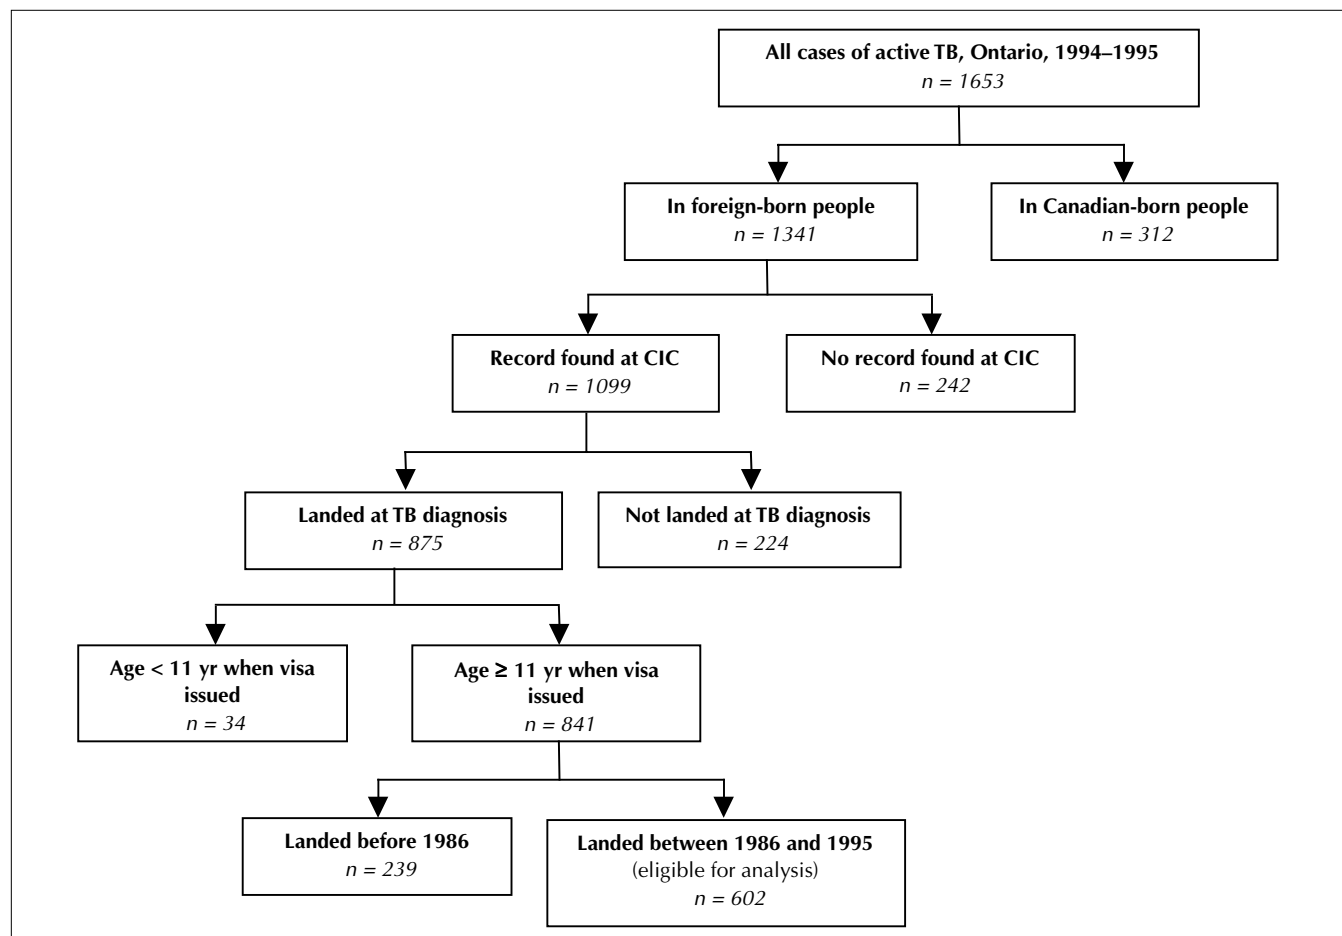 All cases of active TB, Ontario, 1994–1995
n = 1653
In foreign-born people
n = 1341
In Canadian-born people
n = 312
Record found at CIC
n = 1099
No record found at CIC
n = 242
Landed at TB diagnosis
n = 875
Not landed at TB diagnosis
n = 224
Age < 11 yr when visa
issued
n = 34
Age ≥ 11 yr when visa
issued
n = 841
Landed before 1986
n = 239
Landed between 1986 and 1995
(eligible for analysis)
n = 602